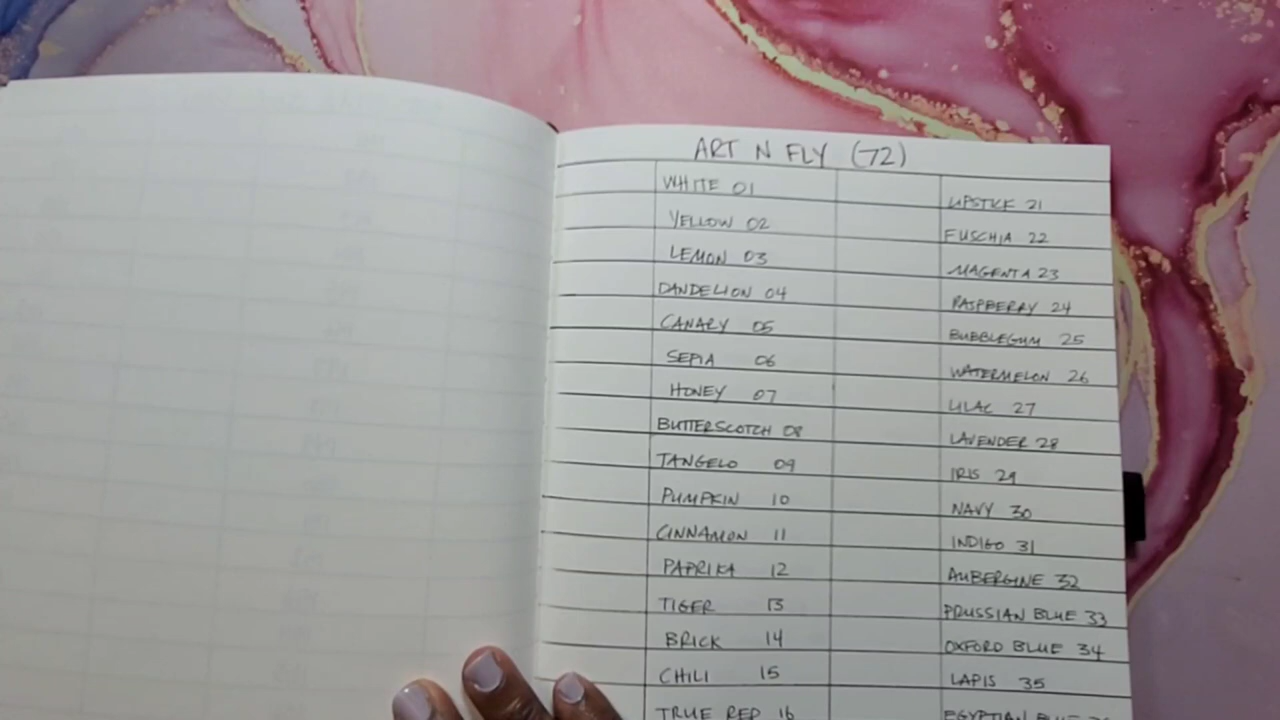 ART N FLY (72)
WHITE 01
YELLOW 02
LEMON 03
DANDELION 04
CANARY 05
SEPIA 06
HONEY 07
BUTTERSCOTCH 08
TANGELO 09
PUMPKIN 10
CINNAMON 11
PAPRIKA 12
TIGER 13
BRICK 14
CHILI 15
TRUE RED 16
LIPSTICK 21
FUSCHIA 22
MAGENTA 23
RASPBERRY 24
BUBBLEGUM 25
WATERMELON 26
LILAC 27
LAVENDER 28
IRIS 29
NAVY 30
INDIGO 31
AUBERGINE 32
PRUSSIAN BLUE 33
OXFORD BLUE 34
LAPIS 35
EGYPTIAN BLUE